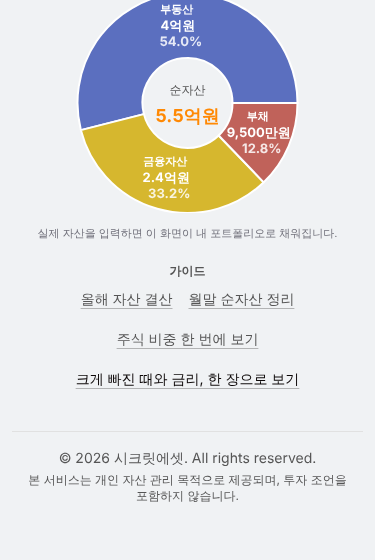 부동산
4억원
54.0%
순자산
5.5억원
부채
9,500만원
12.8%
금융자산
2.4억원
33.2%
실제 자산을 입력하면 이 화면이 내 포트폴리오로 채워집니다.
가이드
올해 자산 결산 월말 순자산 정리
주식 비중 한 번에 보기
크게 빠진 때와 금리, 한 장으로 보기
© 2026 시크릿에셋. All rights reserved.
본 서비스는 개인 자산 관리 목적으로 제공되며, 투자 조언을
포함하지 않습니다.